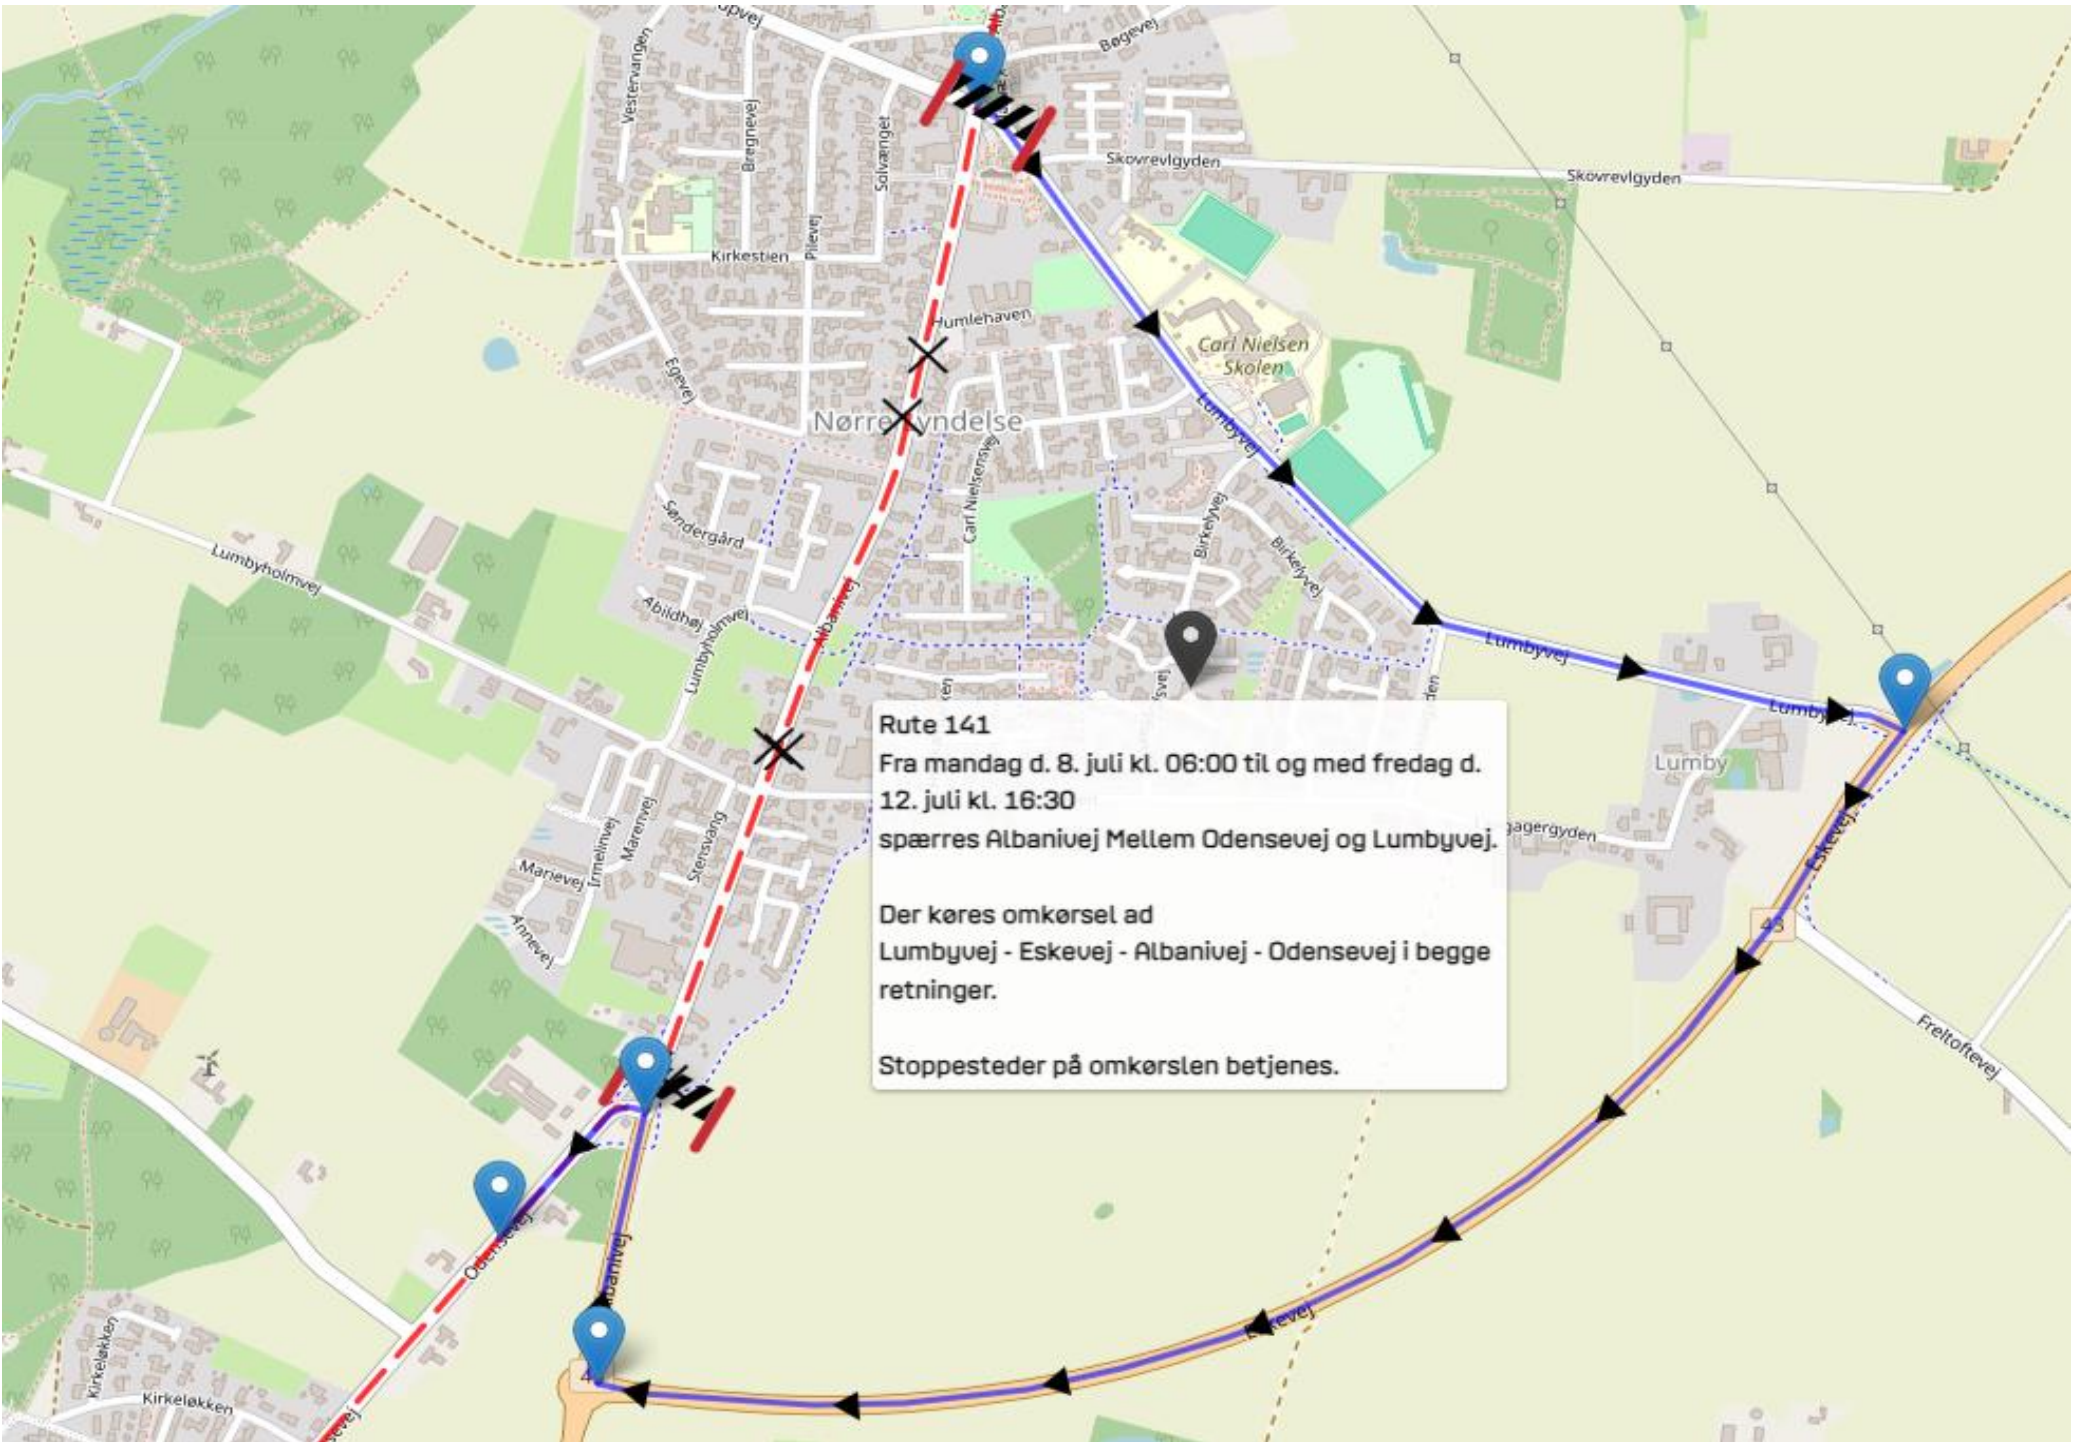 Vestervangen
Bregnevej
Pilevej
Solvænget
Bøgevej
Skovrevlgyden
Skovrevlgyden
Kirkestien
Humlehaven
Egevej
Carl Nielsen
Skolen
Lumbyvej
Carl Nielsensvej
Søndergård
Birkelyvej
Birkelyvej
Lumbyholmvej
Abildhøj
Lumbyholmvej
Albanivej
Lumbyvej
Lumby
Rute 141
Fra mandag d. 8. juli kl. 06:00 til og med fredag d.
12. juli kl. 16:30
spærres Albanivej Mellem Odensevej og Lumbyvej.
Der køres omkørsel ad
Lumbyvej - Eskevej - Albanivej - Odensevej i begge
retninger.
Stoppesteder på omkørslen betjenes.
Eskevej
43
Freltoftevej
Marenvej
Irmelinvej
Stensvang
Marievej
Annevej
Odensevej
Eskevej
Kirkeløkken
Kirkeløkken